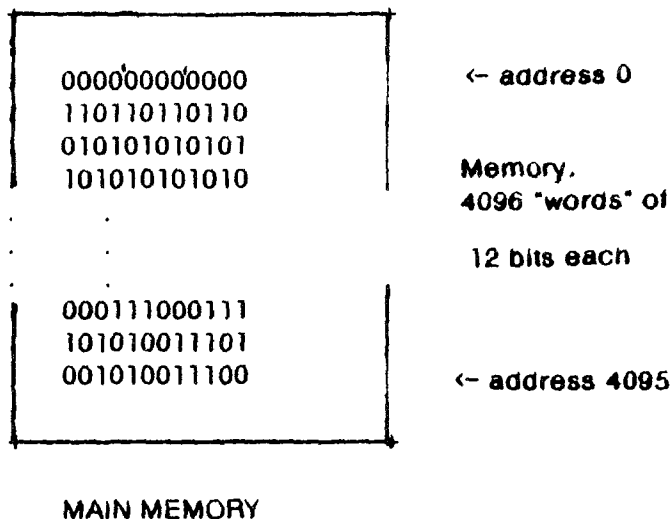 000000000000 <- address 0
110110110110
010101010101
101010101010 Memory.
4096 "words" of
12 bits each
000111000111
101010011101
001010011100 <- address 4095
MAIN MEMORY